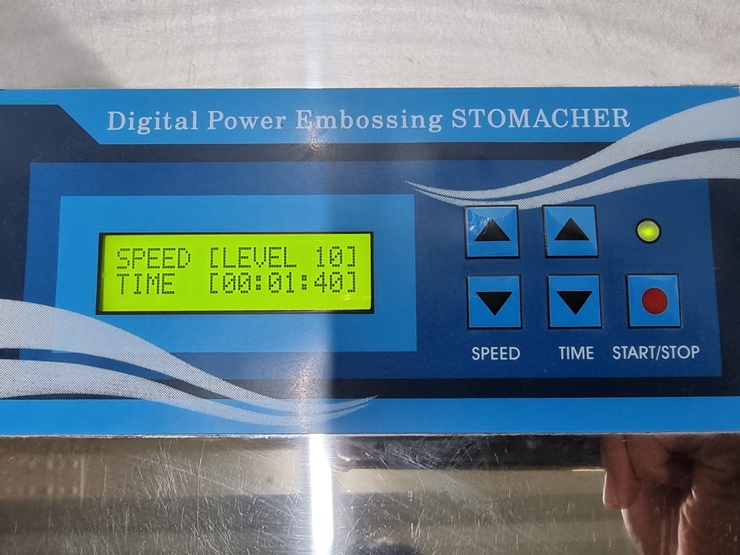 Digital Power Embossing STOMACHER
SPEED [LEVEL 10]
TIME [00:01:40]
SPEED TIME START/STOP